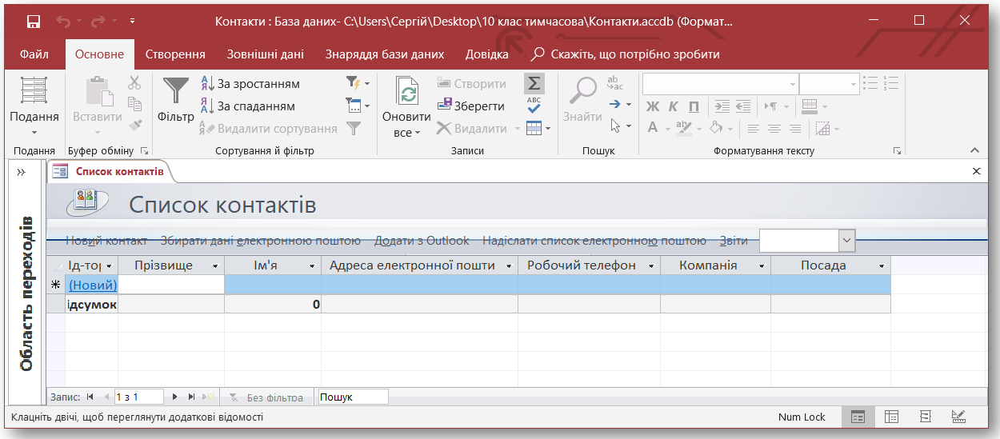 Контакти : База даних- C:\Users\Сергій\Desktop\10 клас тимчасова\Контакти.accdb (Формат...
Файл Основне Створення Зовнішні дані Знаряддя бази даних Довідка Скажіть, що потрібно зробити
Подання
Вставити
Фільтр
За зростанням
За спаданням
Видалити сортування
Оновити все
Створити
Зберегти
Видалити
Знайти
Ж К П
Подання Буфер обміну Сортування й фільтр Записи Пошук Форматування тексту
Область переходів
Список контактів
Список контактів
Новий контакт Збирати дані електронною поштою Додати з Outlook Надіслати список електронною поштою Звіти
Ід-тор Прізвище Ім'я Адреса електронної пошти Робочий телефон Компанія Посада
(Новий)
ідсумок 0
Запис: 1 з 1 Без фільтра Пошук
Клацніть двічі, щоб переглянути додаткові відомості Num Lock